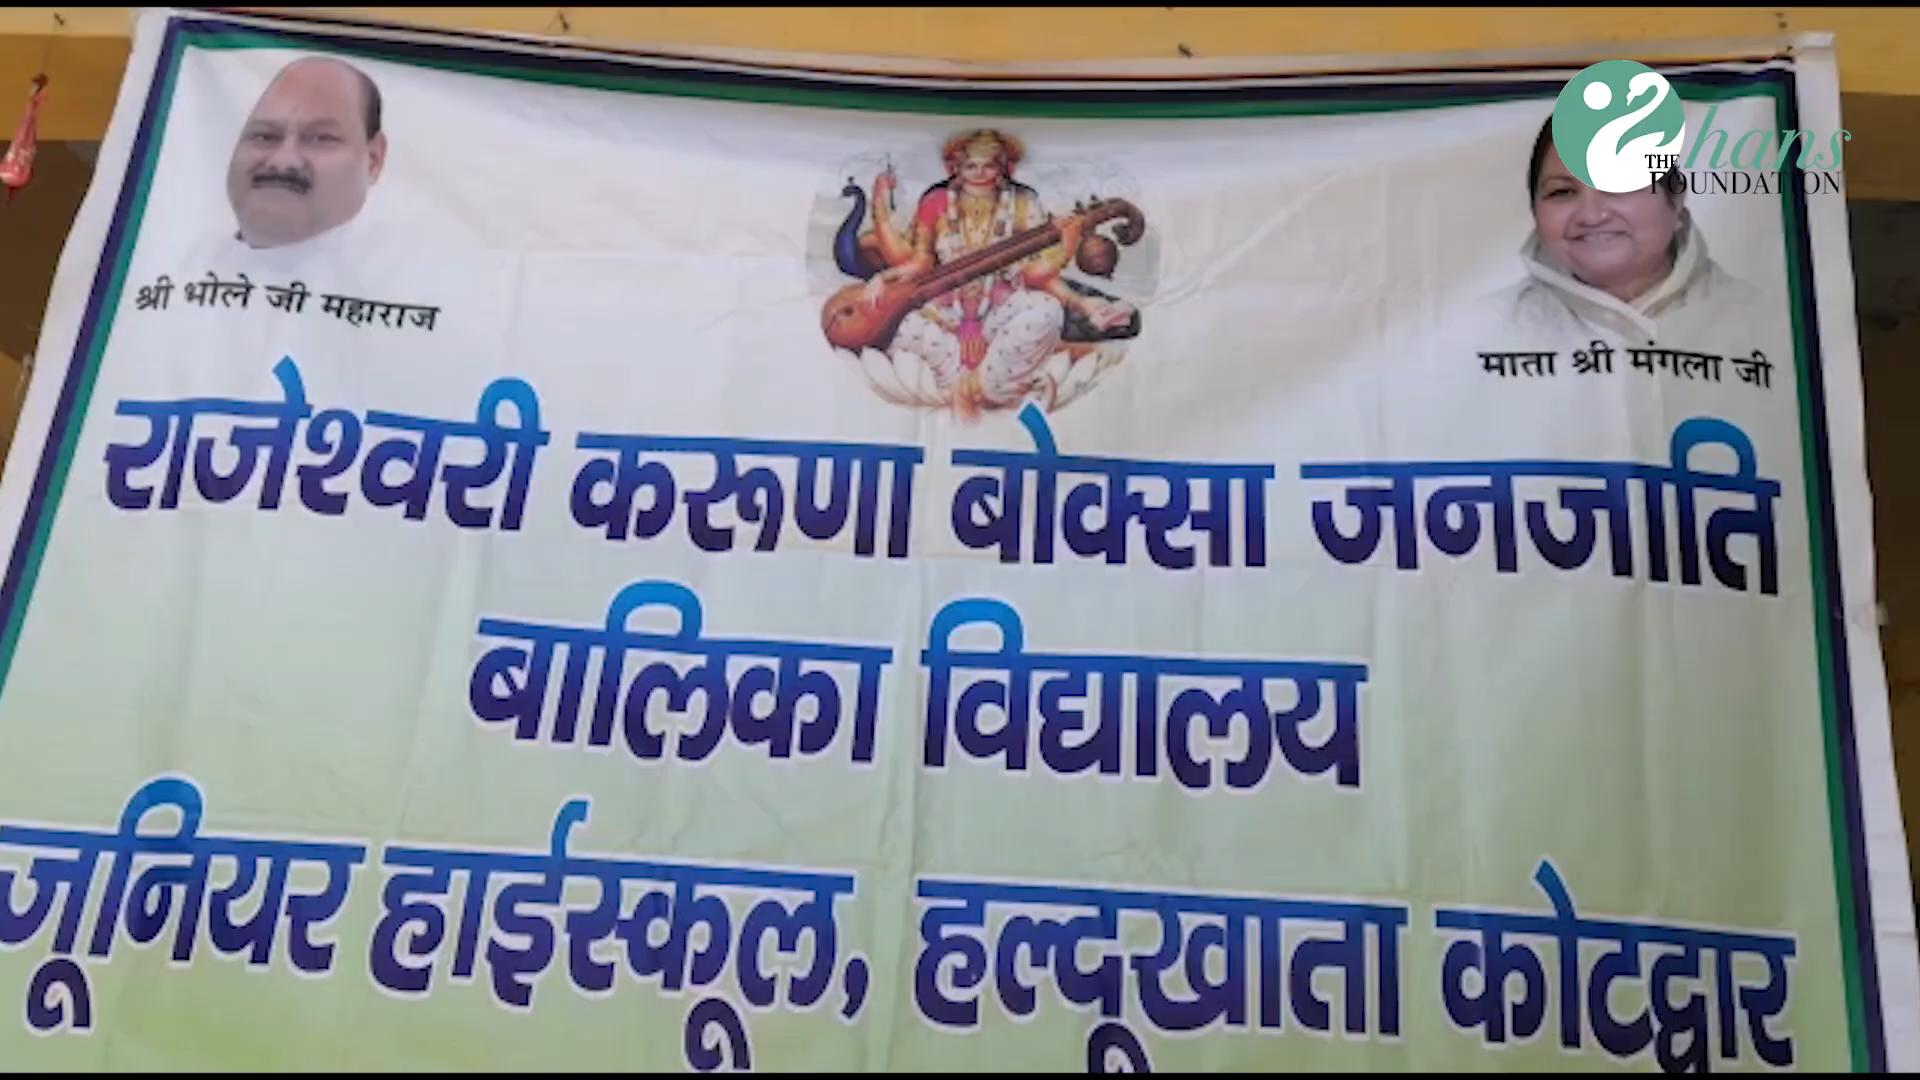 THE hans
FOUNDATION
श्री भोले जी महाराज
माता श्री मंगला जी
राजेश्वरी करूणा बोक्सा जनजाति
बालिका विद्यालय
जूनियर हाईस्कूल, हल्दूखाता कोटद्वार